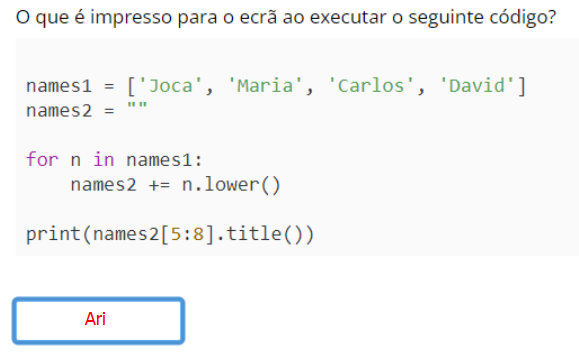 O que é impresso para o ecrã ao executar o seguinte código?
names1 = ['Joca', 'Maria', 'Carlos', 'David']
names2 = ""
for n in names1:
    names2 += n.lower()
print(names2[5:8].title())
Ari